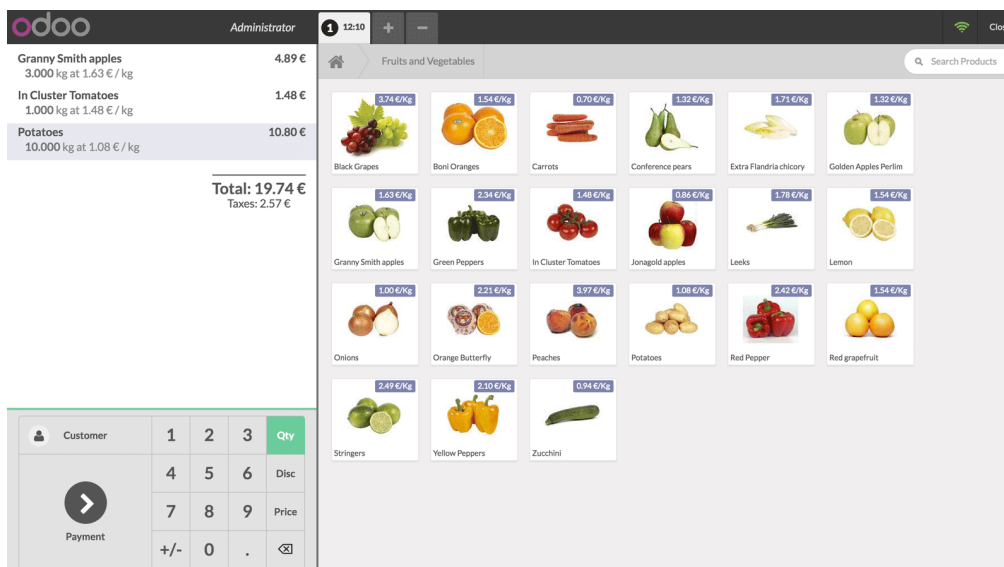 odoo
Administrator
1 12:10
+
−
Granny Smith apples 4.89 €
3.000 kg at 1.63 € / kg
In Cluster Tomatoes 1.48 €
1.000 kg at 1.48 € / kg
Potatoes 10.80 €
10.000 kg at 1.08 € / kg
Total: 19.74 €
Taxes: 2.57 €
Customer
1 2 3 Qty
4 5 6 Disc
7 8 9 Price
+/- 0 .
Payment
Fruits and Vegetables
Search Products
3.74 €/Kg
Black Grapes
1.54 €/Kg
Boni Oranges
0.70 €/Kg
Carrots
1.32 €/Kg
Conference pears
1.71 €/Kg
Extra Flandria chicory
1.32 €/Kg
Golden Apples Perlim
1.63 €/Kg
Granny Smith apples
2.34 €/Kg
Green Peppers
1.48 €/Kg
In Cluster Tomatoes
0.86 €/Kg
Jonagold apples
1.78 €/Kg
Leeks
1.54 €/Kg
Lemon
1.00 €/Kg
Onions
2.21 €/Kg
Orange Butterfly
3.97 €/Kg
Peaches
1.08 €/Kg
Potatoes
2.42 €/Kg
Red Pepper
1.54 €/Kg
Red grapefruit
2.49 €/Kg
Stringers
2.10 €/Kg
Yellow Peppers
0.94 €/Kg
Zucchini